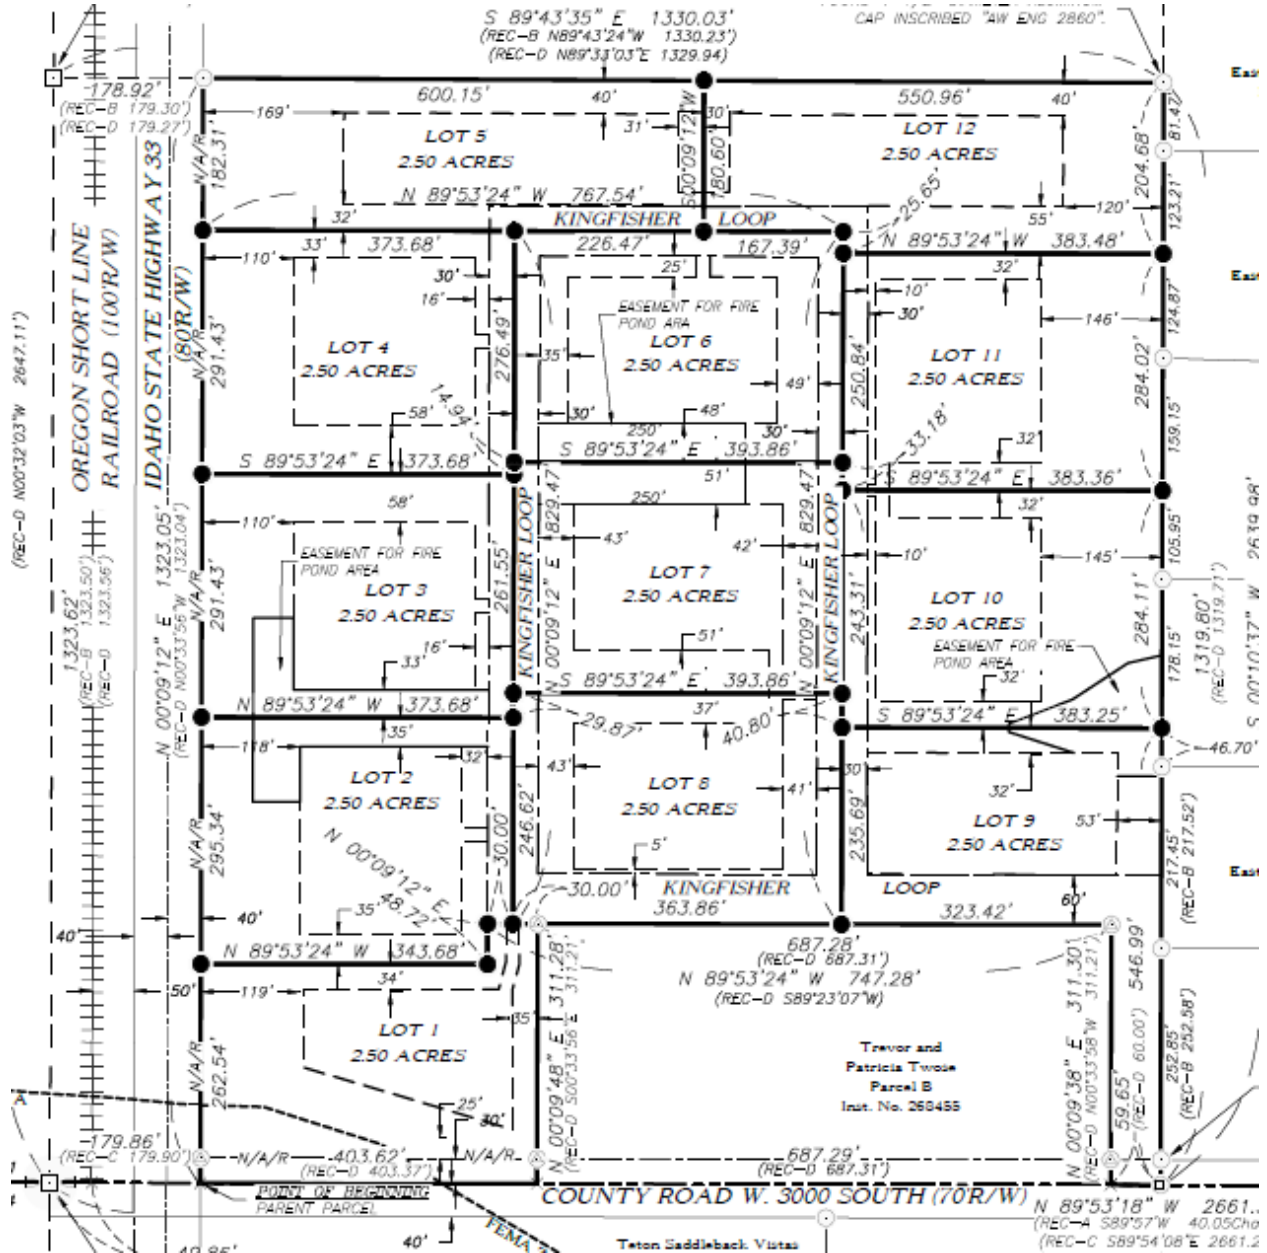 S 89°43'35" E 1330.03'
(REC-B N89°43'24"W 1330.23')
(REC-D N89°33'03"E 1329.94)
CAP INSCRIBED "AW ENG 2860".
178.92'
(REC-B 179.30')
(REC-D 179.27')
600.15'
40'
550.96'
40'
81.47'
169'
31'
30'
LOT 5
2.50 ACRES
LOT 12
2.50 ACRES
S00°09'12"W
180.60'
N/A/R
182.31'
204.68'
123.21'
N 89°53'24" W 767.54'
KINGFISHER LOOP
25.65'
55'
120'
32'
33'
373.68'
226.47'
167.39'
N 89°53'24" W 383.48'
110'
30'
16'
25'
32'
10'
30'
146'
124.87'
EASEMENT FOR FIRE
POND ARA
LOT 4
2.50 ACRES
LOT 6
2.50 ACRES
LOT 11
2.50 ACRES
35'
49'
276.49'
250.84'
284.02'
159.15'
N/A/R
291.43'
OREGON SHORT LINE
RAILROAD (100'R/W)
IDAHO STATE HIGHWAY 33
(80'R/W)
(REC-D N00°32'03"W 2647.11')
14.94'
58'
30'
48'
250'
30'
33.18'
32'
S 89°53'24" E 373.68'
S 89°53'24" E 393.86'
S 89°53'24" E 383.36'
51'
250'
32'
58'
110'
43'
42'
10'
145'
105.95'
EASEMENT FOR FIRE
POND AREA
LOT 3
2.50 ACRES
LOT 7
2.50 ACRES
LOT 10
2.50 ACRES
EASEMENT FOR FIRE
POND AREA
KINGFISHER LOOP
N 00°09'12" E 829.47'
261.55'
KINGFISHER LOOP
N 00°09'12" E 829.47'
243.31'
284.11'
178.15'
1319.80'
(REC-D 1319.71')
S 00°10'37" W 2639.98'
1323.62'
(REC-B 1323.50')
(REC-D 1323.56')
N 00°09'12" E 1323.05'
(REC-D N00°33'56"W 1323.04')
N/A/R
291.43'
16'
33'
51'
32'
N 89°53'24" W 373.68'
S 89°53'24" E 393.86'
S 89°53'24" E 383.25'
35'
29.87'
37'
40.80'
46.70'
118'
32'
43'
41'
30'
32'
53'
LOT 2
2.50 ACRES
LOT 8
2.50 ACRES
LOT 9
2.50 ACRES
N/A/R
295.34'
N 00°09'12" E
48.72'
30.00'
246.62'
235.69'
217.45'
(REC-B 217.52')
5'
30.00'
KINGFISHER LOOP
60'
35'
40'
40'
363.86'
323.42'
N 89°53'24" W 343.68'
687.28'
(REC-D 687.31')
N 89°53'24" W 747.28'
(REC-D S89°23'07"W)
50'
119'
34'
35'
LOT 1
2.50 ACRES
N/A/R
262.54'
N 00°09'48" E 311.28'
(REC-D S00°33'56"E 311.21')
Trevor and
Patricia Twose
Parcel B
Inst. No. 268455
N 00°09'38" E 311.30'
(REC-D N00°33'58"W 311.21')
546.99'
59.65'
(REC-D 60.00')
252.85'
(REC-B 252.58')
A
25'
30'
179.86'
(REC-C 179.90')
N/A/R
403.62'
(REC-D 403.37')
N/A/R
687.29'
(REC-D 687.31')
POINT OF BEGINNING
PARENT PARCEL
COUNTY ROAD W. 3000 SOUTH (70'R/W)
N 89°53'18" W 2661.
(REC-A S89°57'W 40.05Cha
(REC-C S89°54'08"E 2661.2
40'
FEMA
Teton Saddleback Vistas